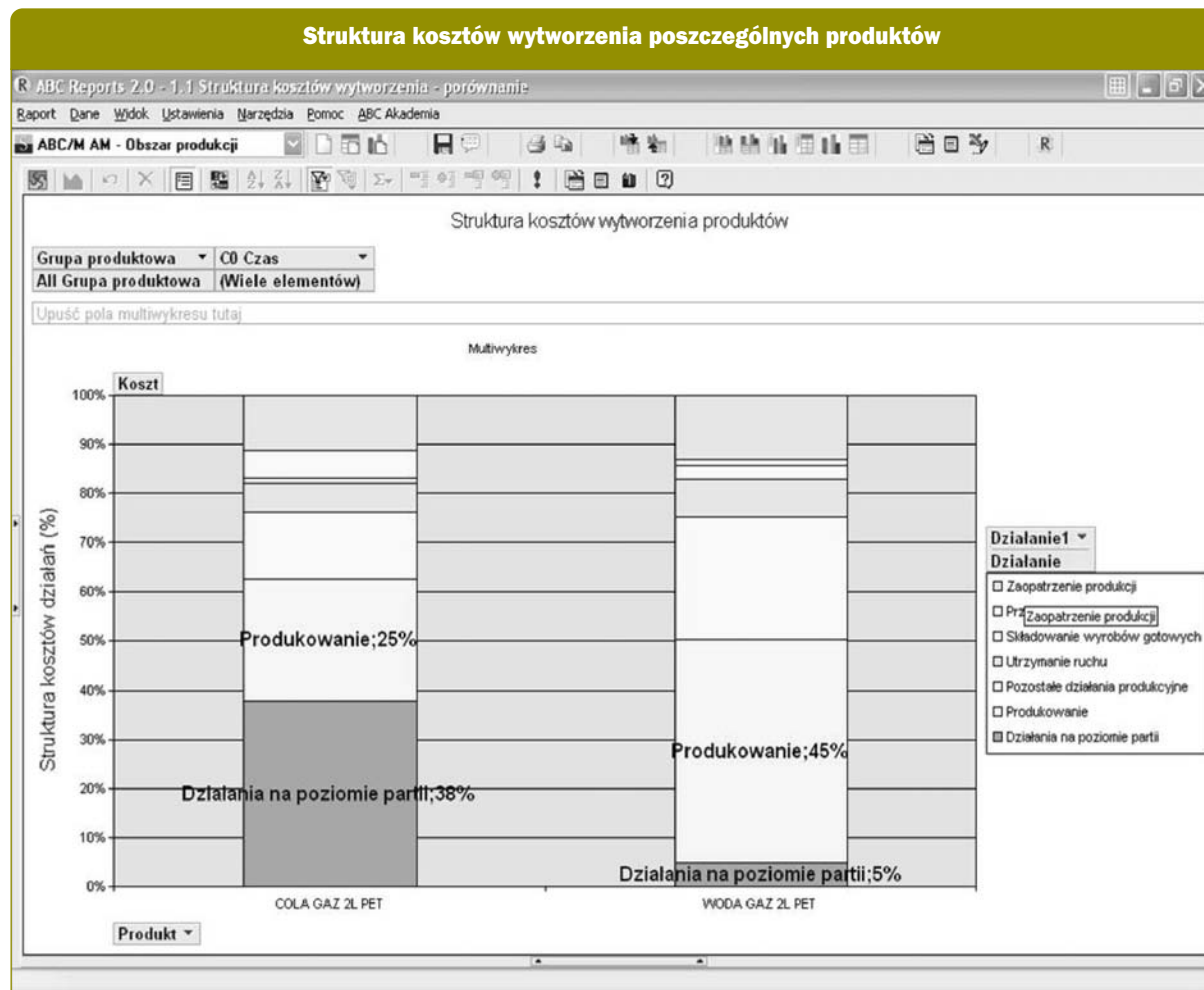 Struktura kosztów wytworzenia poszczególnych produktów
ABC Reports 2.0 - 1.1 Struktura kosztów wytworzenia - porównanie
Raport Dane Widok Ustawienia Narzędzia Pomoc ABC Akademia
ABC/M AM - Obszar produkcji
Struktura kosztów wytworzenia produktów
Grupa produktowa C0 Czas
All Grupa produktowa (Wiele elementów)
Upuść pola multiwykresu tutaj
Multiwykres
Koszt
100%
90%
80%
70%
60%
50%
40%
30%
20%
10%
0%
Struktura kosztów działań (%)
Produkowanie;25%
Działania na poziomie partii;38%
Produkowanie;45%
Działania na poziomie partii;5%
COLA GAZ 2L PET
WODA GAZ 2L PET
Produkt
Działanie1
Działanie
Zaopatrzenie produkcji
Zaopatrzenie produkcji
Składowanie wyrobów gotowych
Utrzymanie ruchu
Pozostałe działania produkcyjne
Produkowanie
Działania na poziomie partii